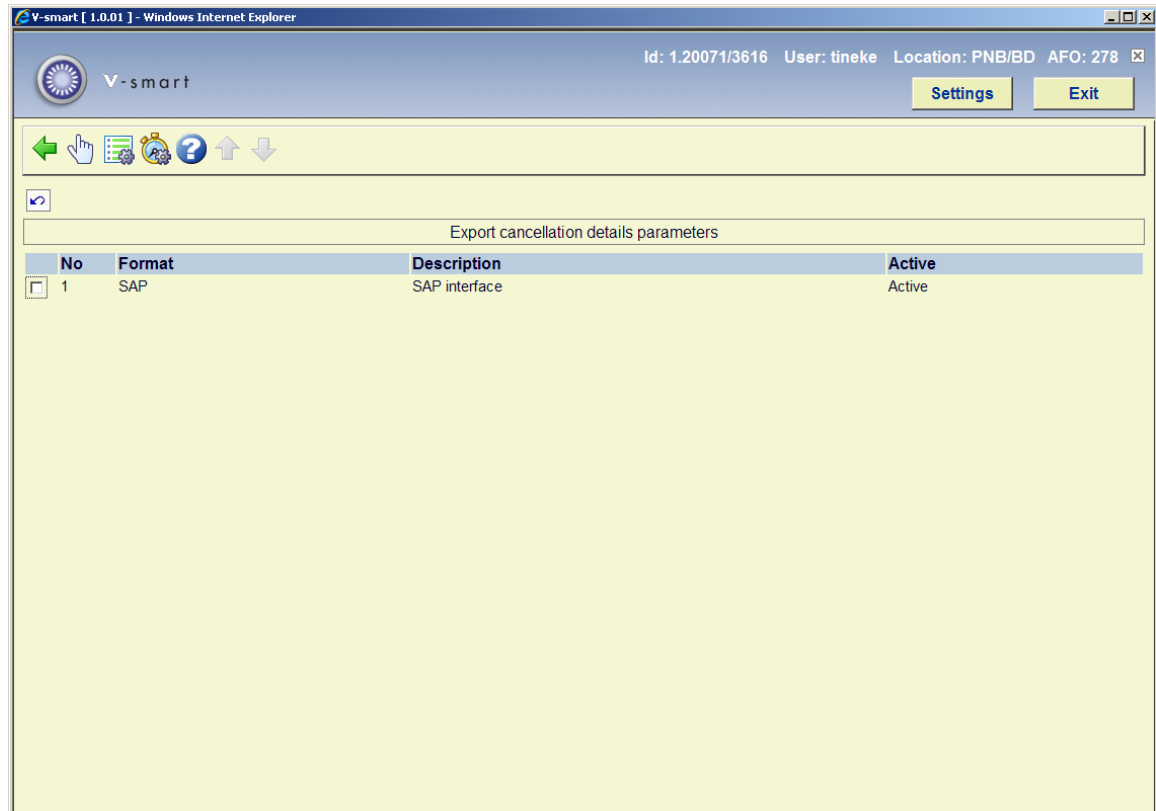 V-smart [ 1.0.01 ] - Windows Internet Explorer
Id: 1.20071/3616 User: tineke Location: PNB/BD AFO: 278
V-smart
Settings Exit
Export cancellation details parameters
No Format Description Active
1 SAP SAP interface Active